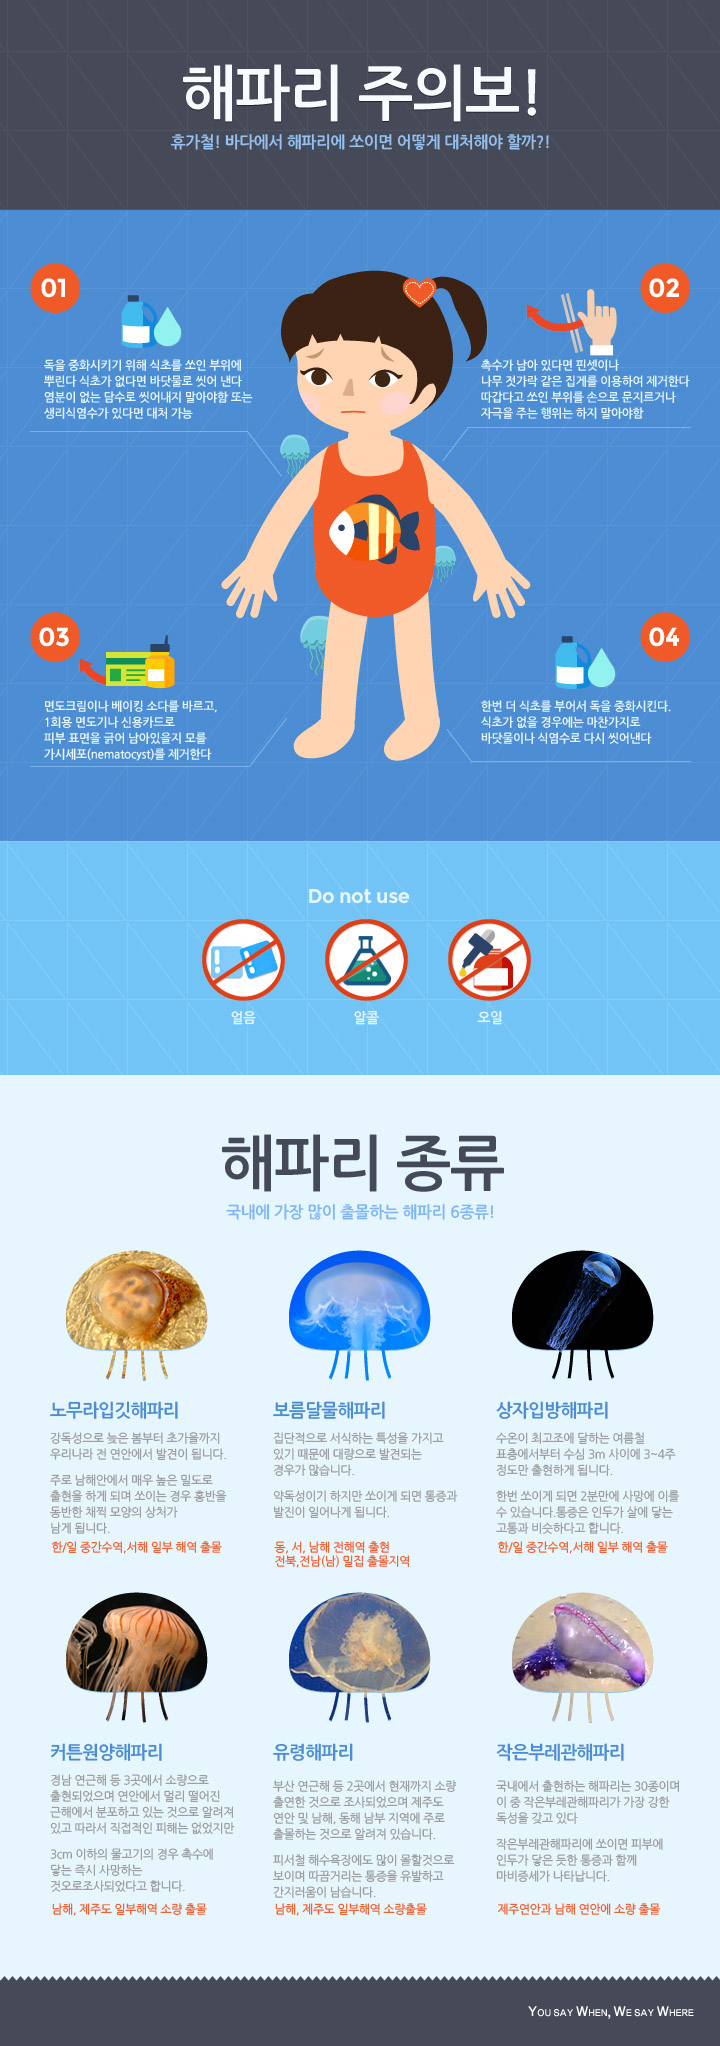 해파리 주의보!
휴가철! 바다에서 해파리에 쏘이면 어떻게 대처해야 할까?!
01
독을 중화시키기 위해 식초를 쏘인 부위에
뿌린다 식초가 없다면 바닷물로 씻어 낸다
염분이 없는 담수로 씻어내지 말아야함 또는
생리식염수가 있다면 대처 가능
02
촉수가 남아 있다면 핀셋이나
나무 젓가락 같은 집게를 이용하여 제거한다
따갑다고 쏘인 부위를 손으로 문지르거나
자극을 주는 행위는 하지 말아야함
03
면도크림이나 베이킹 소다를 바르고,
1회용 면도기나 신용카드로
피부 표면을 긁어 남아있을지 모를
가시세포(nematocyst)를 제거한다
04
한번 더 식초를 부어서 독을 중화시킨다.
식초가 없을 경우에는 마찬가지로
바닷물이나 식염수로 다시 씻어낸다
Do not use
얼음
알콜
오일
해파리 종류
국내에 가장 많이 출몰하는 해파리 6종류!
노무라입깃해파리
강독성으로 늦은 봄부터 초가을까지
우리나라 전 연안에서 발견이 됩니다.
주로 남해안에서 매우 높은 밀도로
출현을 하게 되며 쏘이는 경우 홍반을
동반한 채찍 모양의 상처가
남게 됩니다.
한/일 중간수역,서해 일부 해역 출몰
보름달물해파리
집단적으로 서식하는 특성을 가지고
있기 때문에 대량으로 발견되는
경우가 많습니다.
약독성이기 하지만 쏘이게 되면 통증과
발진이 일어나게 됩니다.
동, 서, 남해 전해역 출현
전북,전남(남) 밀집 출몰지역
상자입방해파리
수온이 최고조에 달하는 여름철
표층에서부터 수심 3m 사이에 3~4주
정도만 출현하게 됩니다.
한번 쏘이게 되면 2분만에 사망에 이를
수 있습니다.통증은 인두가 살에 닿는
고통과 비슷하다고 합니다.
한/일 중간수역,서해 일부 해역 출몰
커튼원양해파리
경남 연근해 등 3곳에서 소량으로
출현되었으며 연안에서 멀리 떨어진
근해에서 분포하고 있는 것으로 알려져
있고 따라서 직접적인 피해는 없었지만
3cm 이하의 물고기의 경우 촉수에
닿는 즉시 사망하는
것오로조사되었다고 합니다.
남해, 제주도 일부해역 소량 출몰
유령해파리
부산 연근해 등 2곳에서 현재까지 소량
출연한 것으로 조사되었으며 제주도
연안 및 남해, 동해 남부 지역에 주로
출몰하는 것으로 알려져 있습니다.
피서철 해수욕장에도 많이 몰할것으로
보이며 따끔거리는 통증을 유발하고
간지러움이 남습니다.
남해, 제주도 일부해역 소량출몰
작은부레관해파리
국내에서 출현하는 해파리는 30종이며
이 중 작은부레관해파리가 가장 강한
독성을 갖고 있다
작은부레관해파리에 쏘이면 피부에
인두가 닿은 듯한 통증과 함께
마비증세가 나타납니다.
제주연안과 남해 연안에 소량 출몰
You say When, We say Where